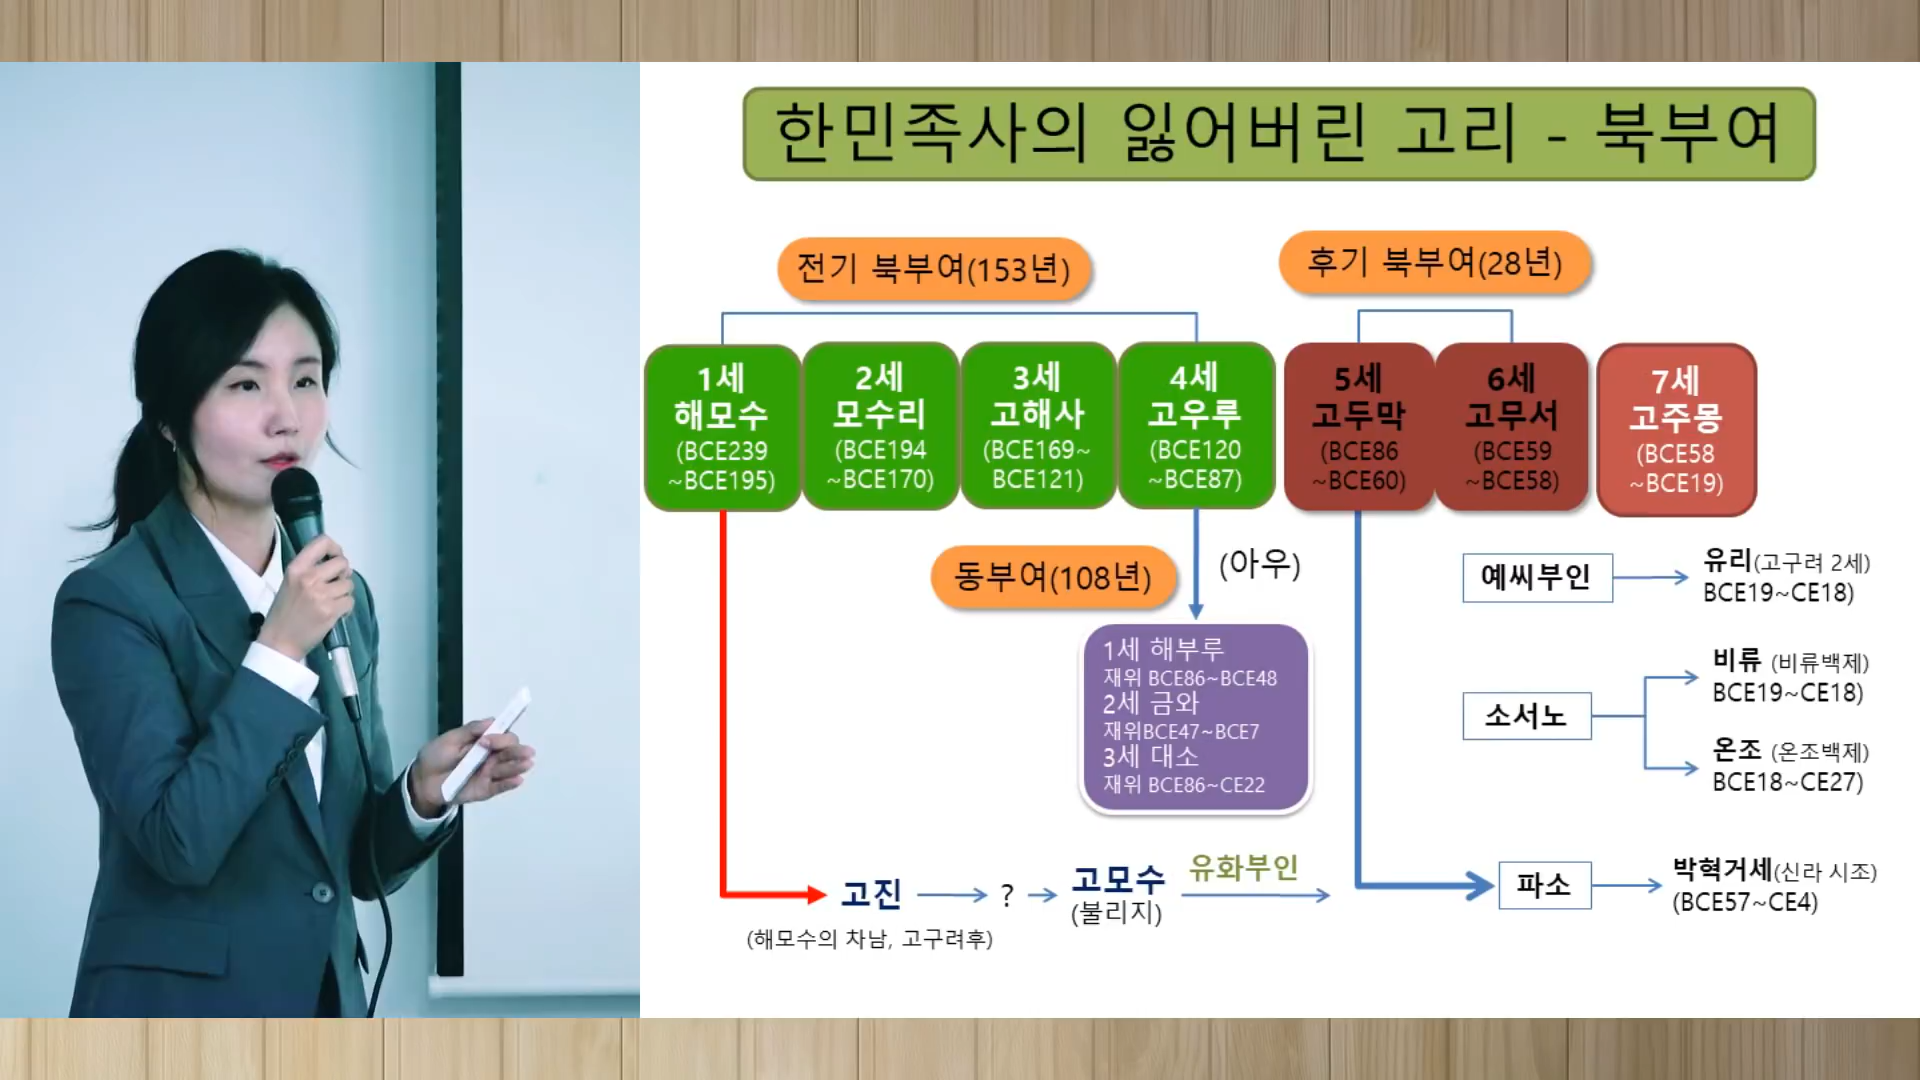 한민족사의 잃어버린 고리 - 북부여
전기 북부여(153년)
후기 북부여(28년)
1세
해모수
(BCE239
~BCE195)
2세
모수리
(BCE194
~BCE170)
3세
고해사
(BCE169~
BCE121)
4세
고우루
(BCE120
~BCE87)
5세
고두막
(BCE86
~BCE60)
6세
고무서
(BCE59
~BCE58)
7세
고주몽
(BCE58
~BCE19)
동부여(108년)
(아우)
1세 해부루
재위 BCE86~BCE48
2세 금와
재위BCE47~BCE7
3세 대소
재위 BCE86~CE22
예씨부인
유리(고구려 2세)
BCE19~CE18)
소서노
비류 (비류백제)
BCE19~CE18)
온조 (온조백제)
BCE18~CE27)
고진
?
고모수
(불리지)
유화부인
(해모수의 차남, 고구려후)
파소
박혁거세(신라 시조)
(BCE57~CE4)